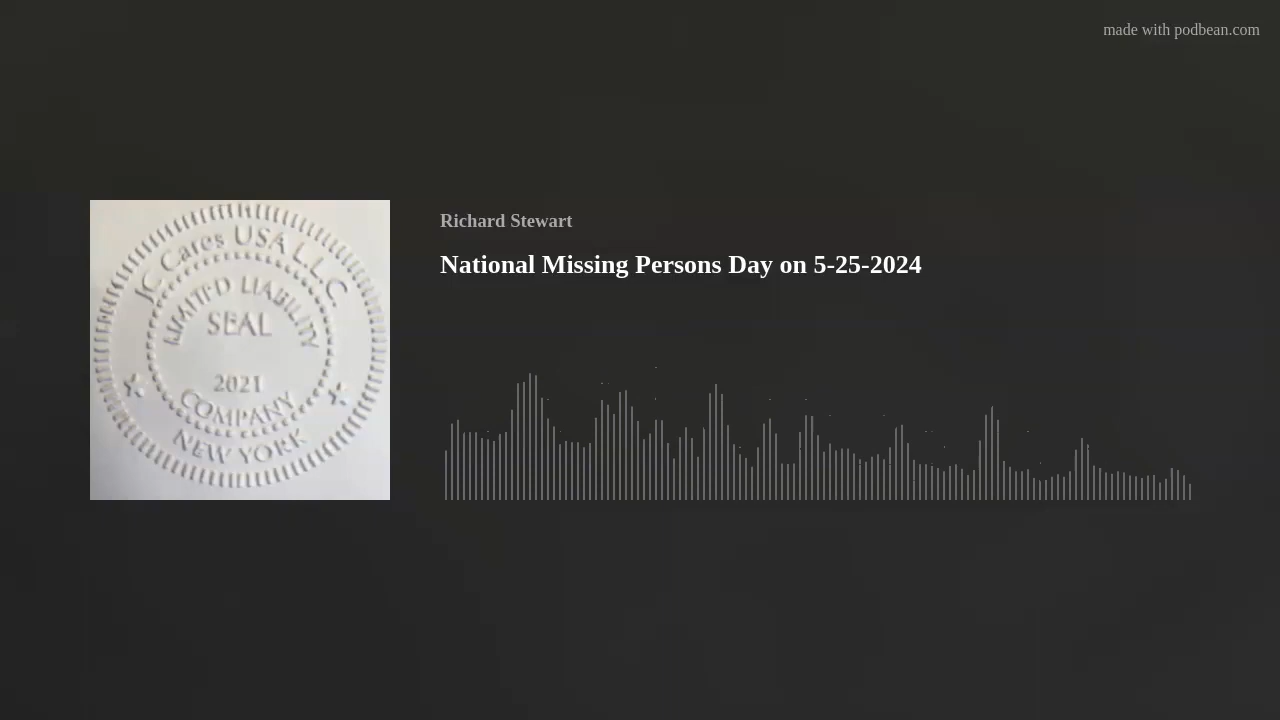 made with podbean.com
Richard Stewart
National Missing Persons Day on 5-25-2024
JC Cares USA L.L.C
LIMITED LIABILITY
SEAL
2021
COMPANY
NEW YORK